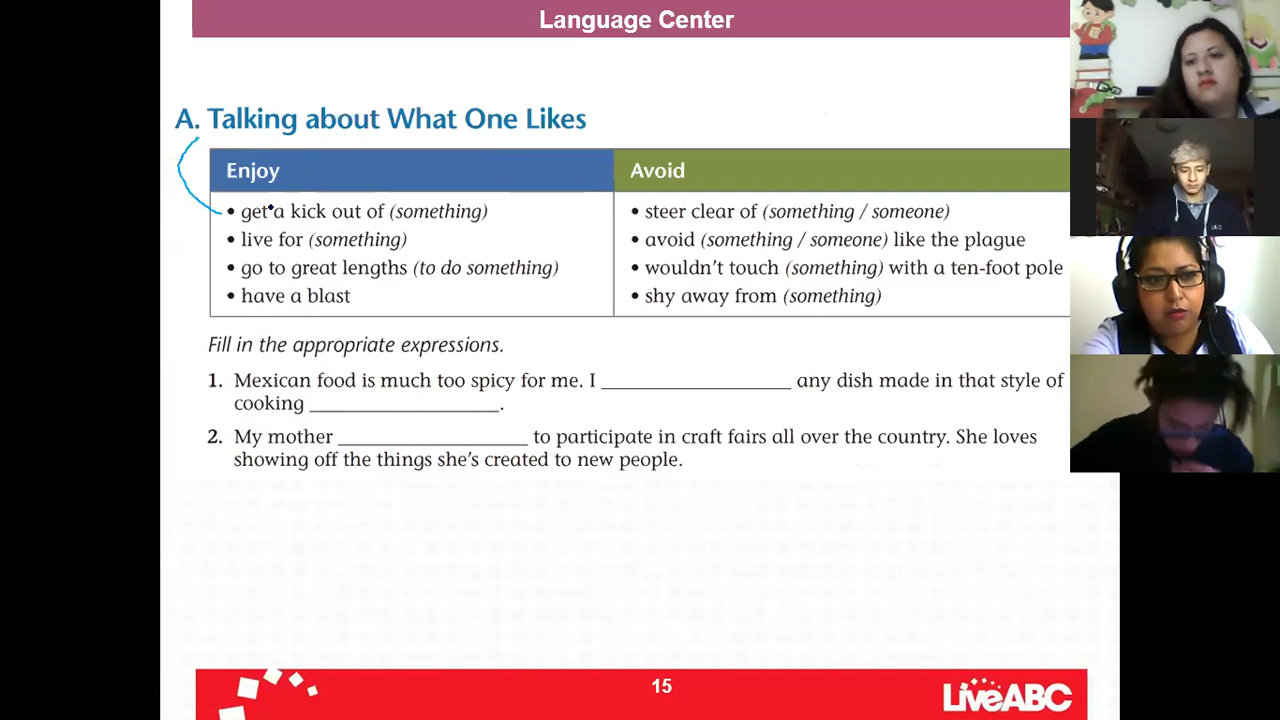 Language Center
A. Talking about What One Likes
Enjoy
• get a kick out of (something)
• live for (something)
• go to great lengths (to do something)
• have a blast
Avoid
• steer clear of (something / someone)
• avoid (something / someone) like the plague
• wouldn't touch (something) with a ten-foot pole
• shy away from (something)
Fill in the appropriate expressions.
1. Mexican food is much too spicy for me. I ___________________ any dish made in that style of
cooking ___________________.
2. My mother ___________________ to participate in craft fairs all over the country. She loves
showing off the things she's created to new people.
15
LiveABC